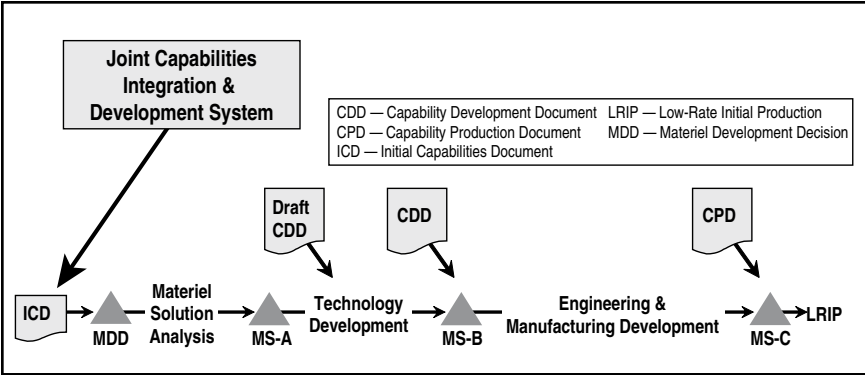 Joint Capabilities
Integration &
Development System
CDD — Capability Development Document LRIP — Low-Rate Initial Production
CPD — Capability Production Document MDD — Materiel Development Decision
ICD — Initial Capabilities Document
Draft
CDD
CDD
CPD
ICD
MDD
Materiel
Solution
Analysis
MS-A
Technology
Development
MS-B
Engineering &
Manufacturing Development
MS-C
LRIP